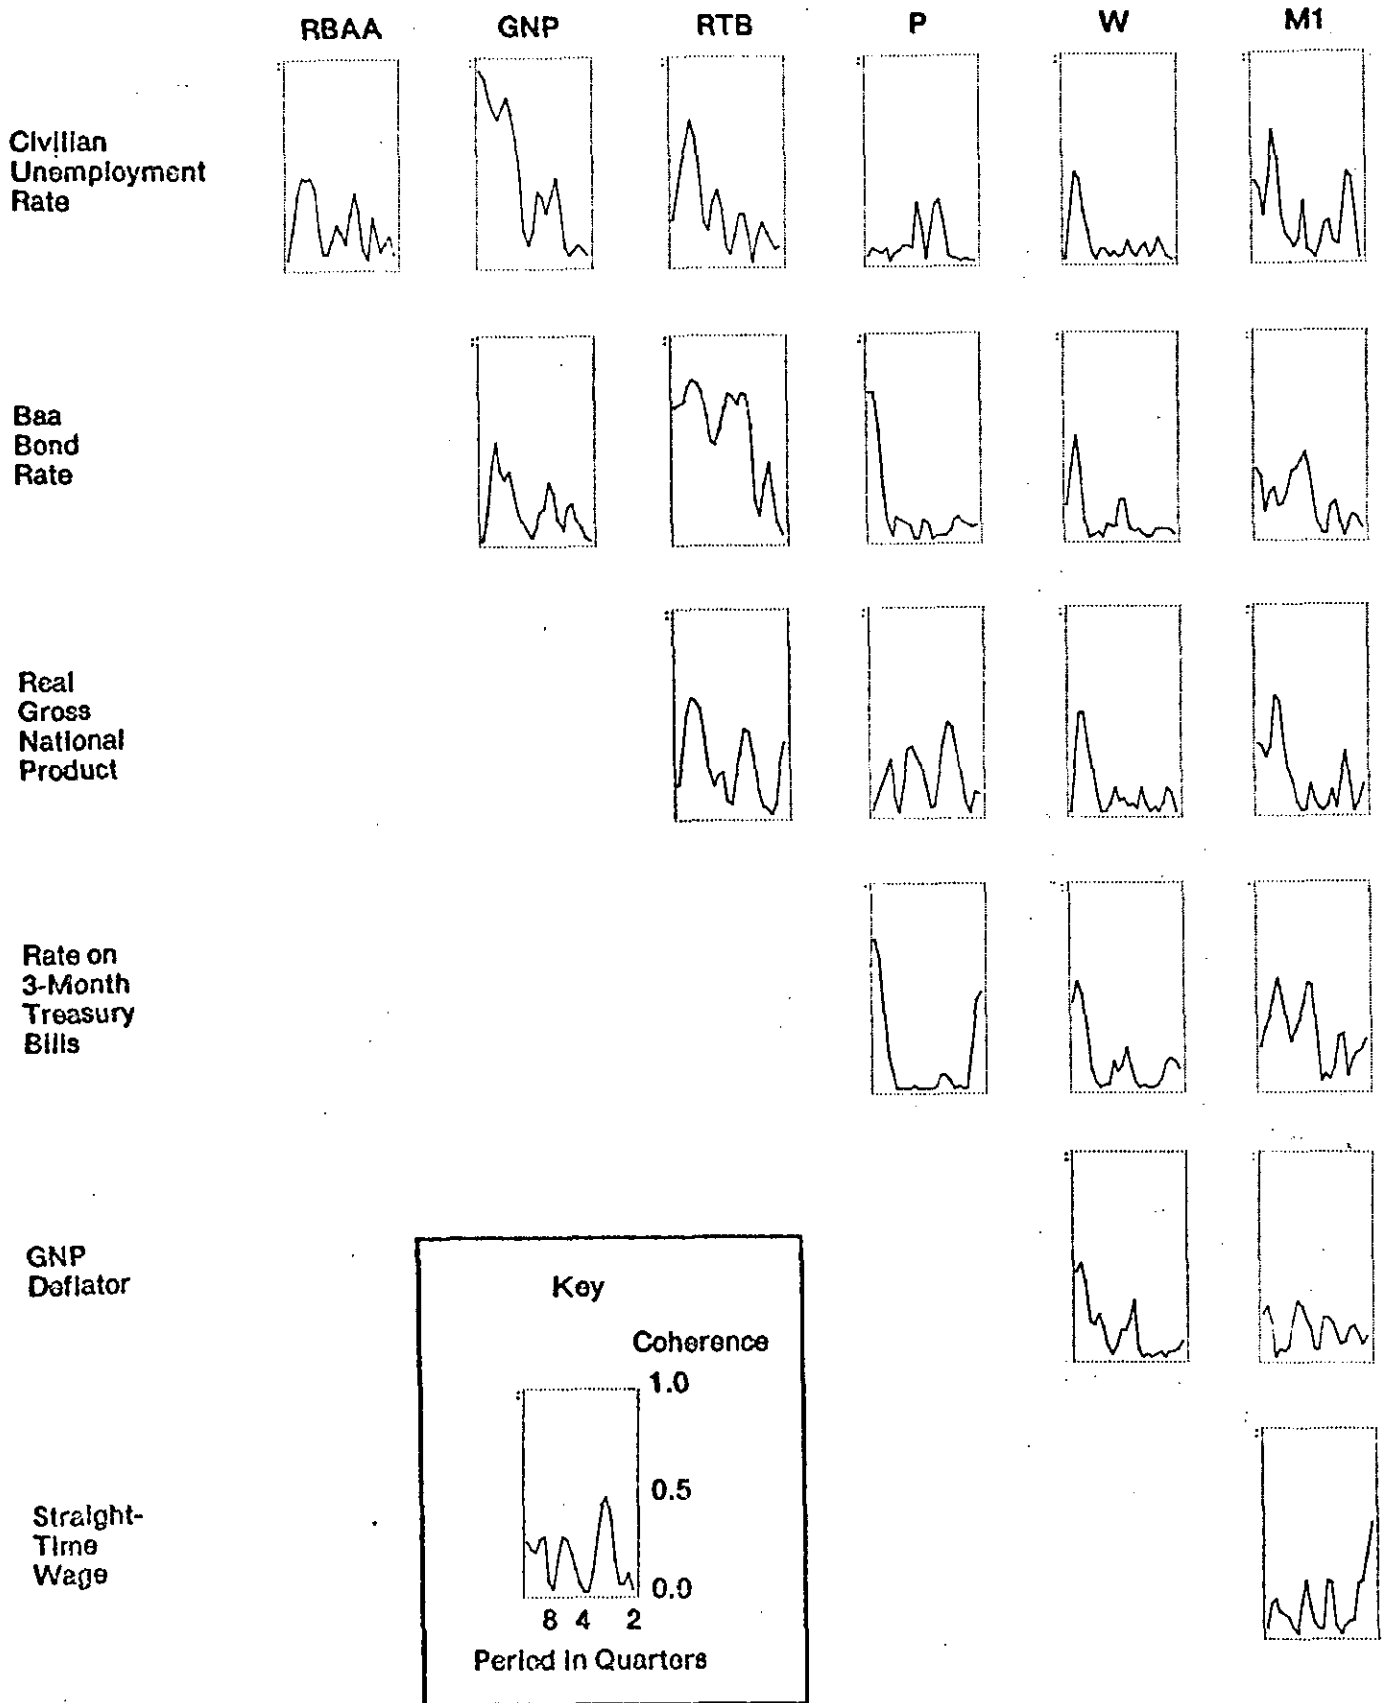 RBAA GNP RTB P W M1
Civilian
Unemployment
Rate
Baa
Bond
Rate
Real
Gross
National
Product
Rate on
3-Month
Treasury
Bills
GNP
Deflator
Straight-
Time
Wage
Key
Coherence
1.0
0.5
0.0
8 4 2
Period in Quarters